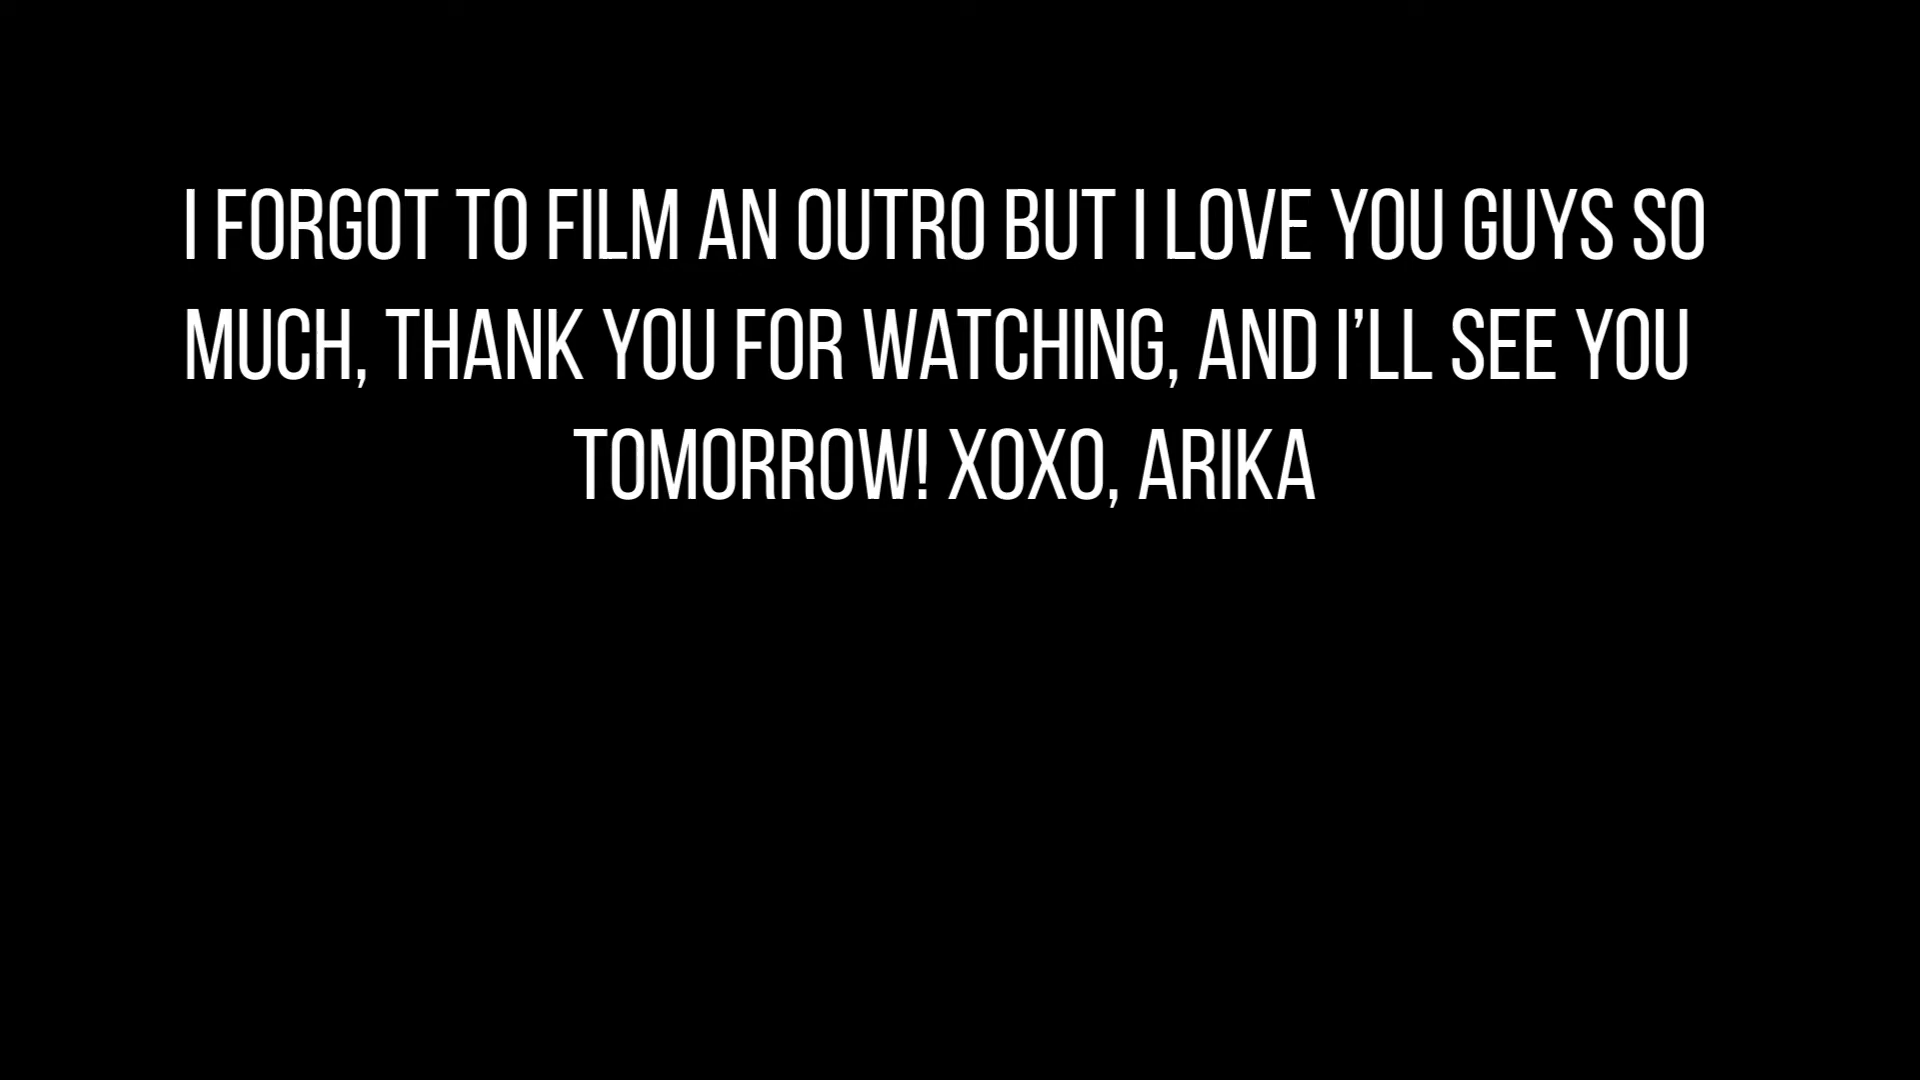 I FORGOT TO FILM AN OUTRO BUT I LOVE YOU GUYS SO
MUCH, THANK YOU FOR WATCHING, AND I’LL SEE YOU
TOMORROW! XOXO, ARIKA